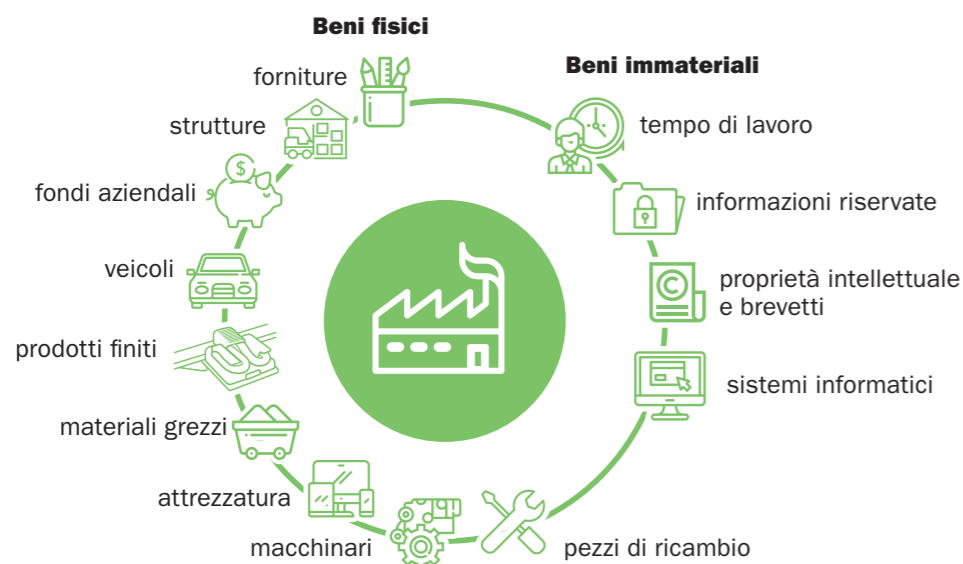 Beni fisici
forniture
strutture
fondi aziendali
veicoli
prodotti finiti
materiali grezzi
attrezzatura
macchinari
pezzi di ricambio
Beni immateriali
tempo di lavoro
informazioni riservate
proprietà intellettuale
e brevetti
sistemi informatici
$
C